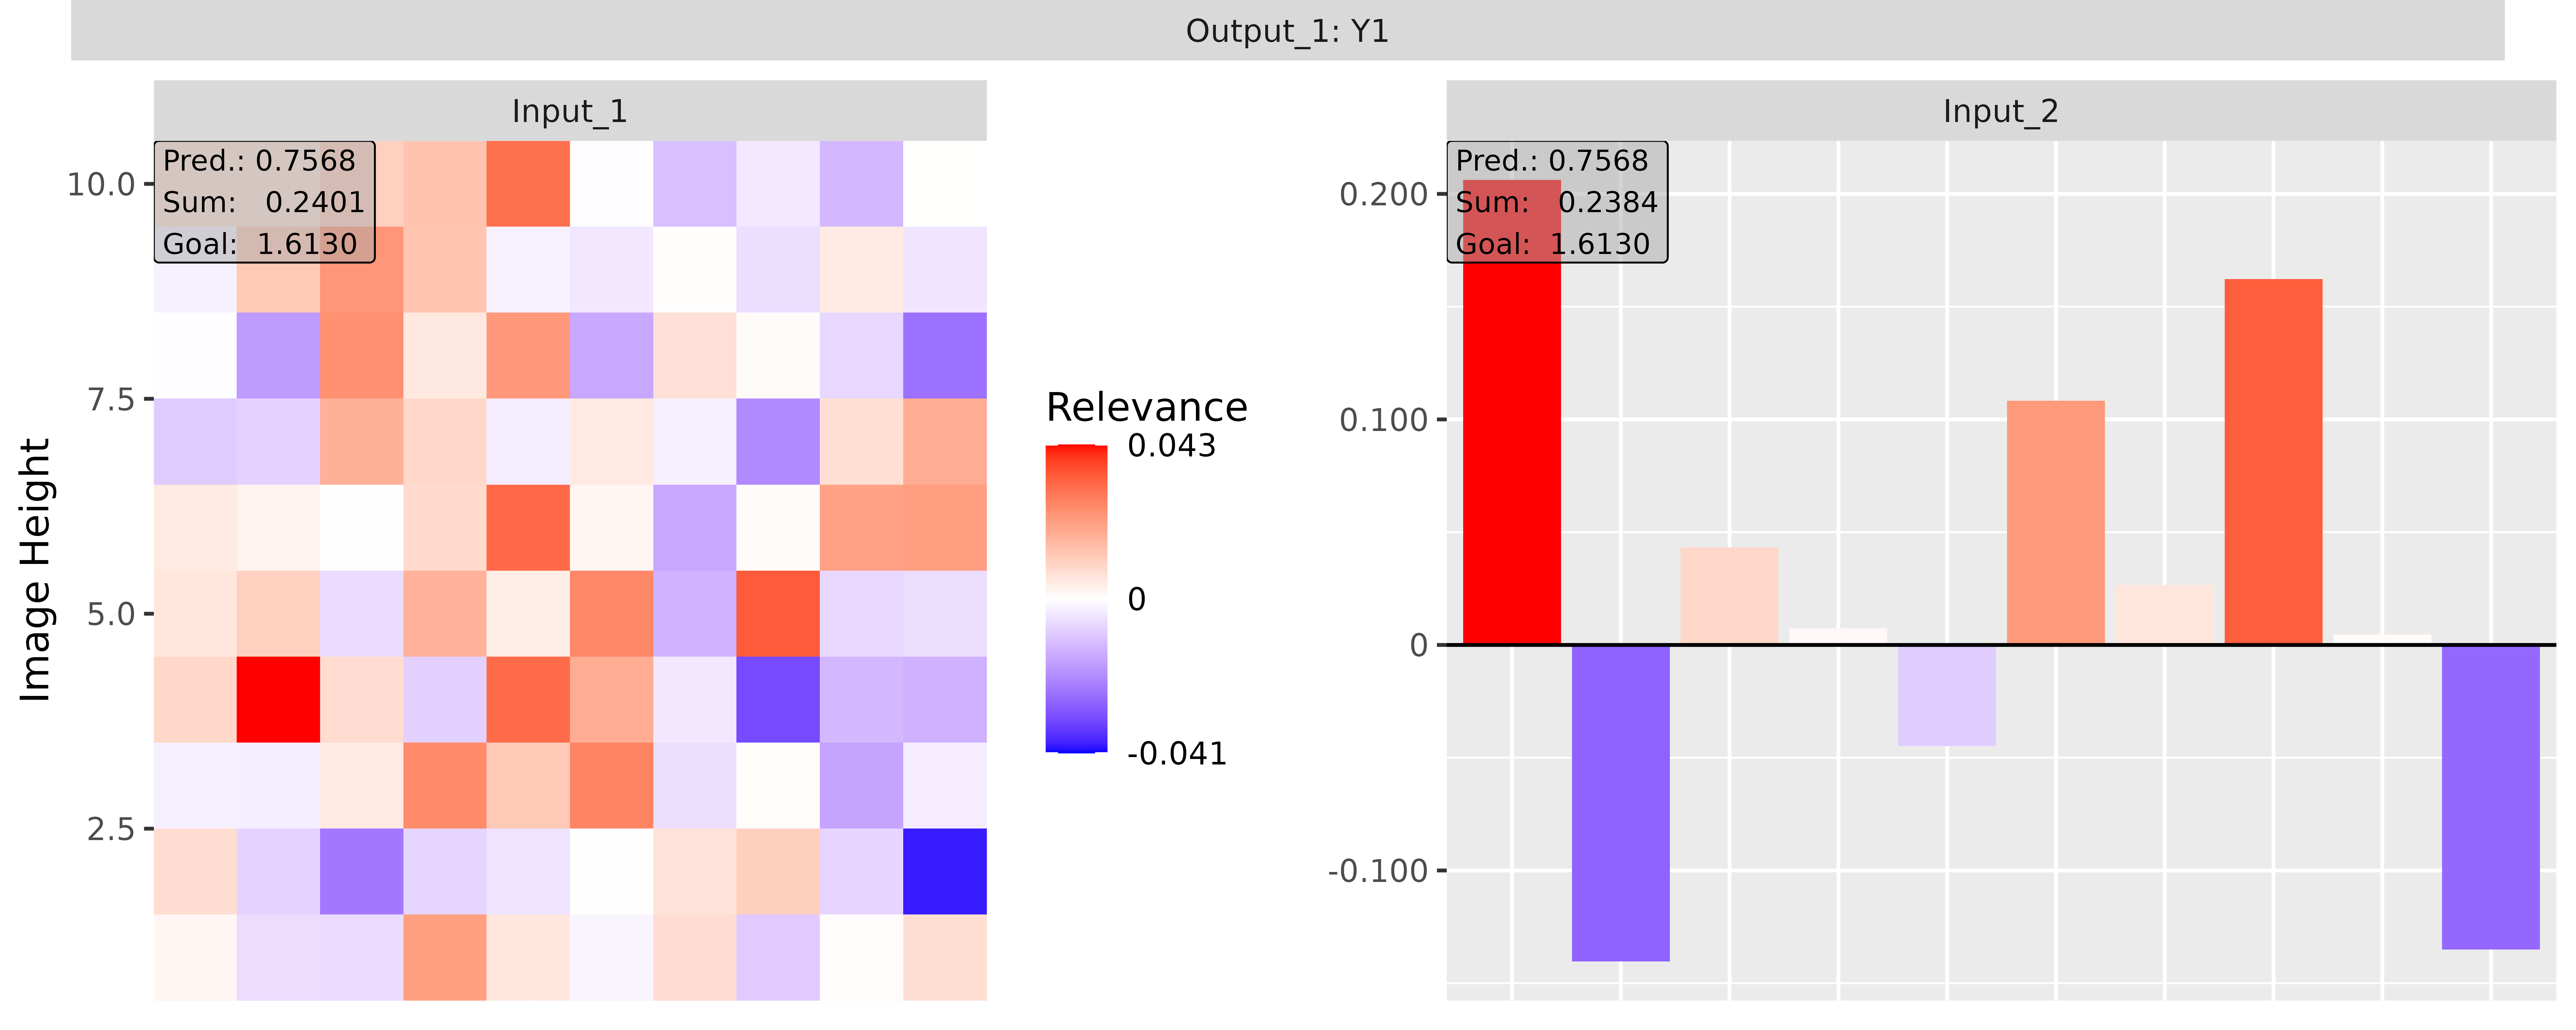 Output_1: Y1
Input_1
Pred.: 0.7568
Sum: 0.2401
Goal: 1.6130
10.0
7.5
5.0
2.5
Image Height
Relevance
0.043
0
-0.041
Input_2
Pred.: 0.7568
Sum: 0.2384
Goal: 1.6130
0.200
0.100
0
-0.100